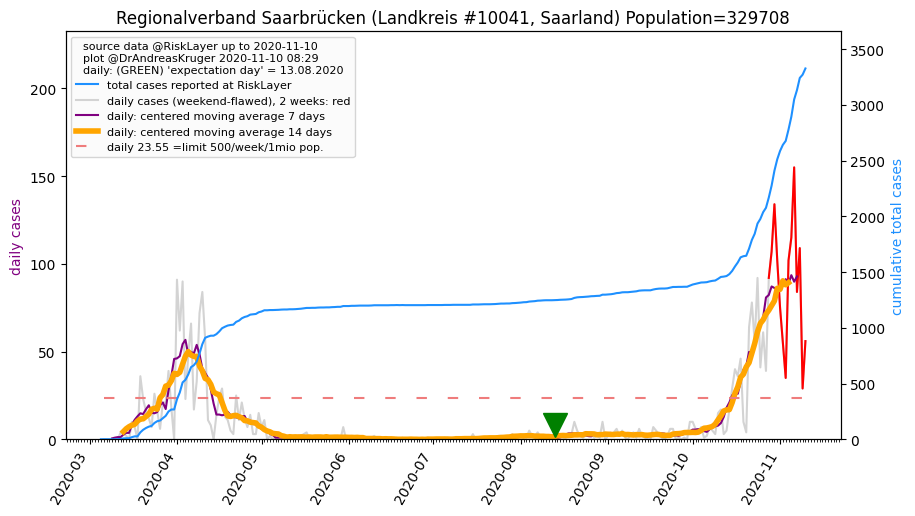 Regionalverband Saarbrücken (Landkreis #10041, Saarland) Population=329708
source data @RiskLayer up to 2020-11-10
plot @DrAndreasKruger 2020-11-10 08:29
daily: (GREEN) 'expectation day' = 13.08.2020
total cases reported at RiskLayer
daily cases (weekend-flawed), 2 weeks: red
daily: centered moving average 7 days
daily: centered moving average 14 days
daily 23.55 =limit 500/week/1mio pop.
daily cases
200
150
100
50
0
cumulative total cases
3500
3000
2500
2000
1500
1000
500
0
2020-03
2020-04
2020-05
2020-06
2020-07
2020-08
2020-09
2020-10
2020-11